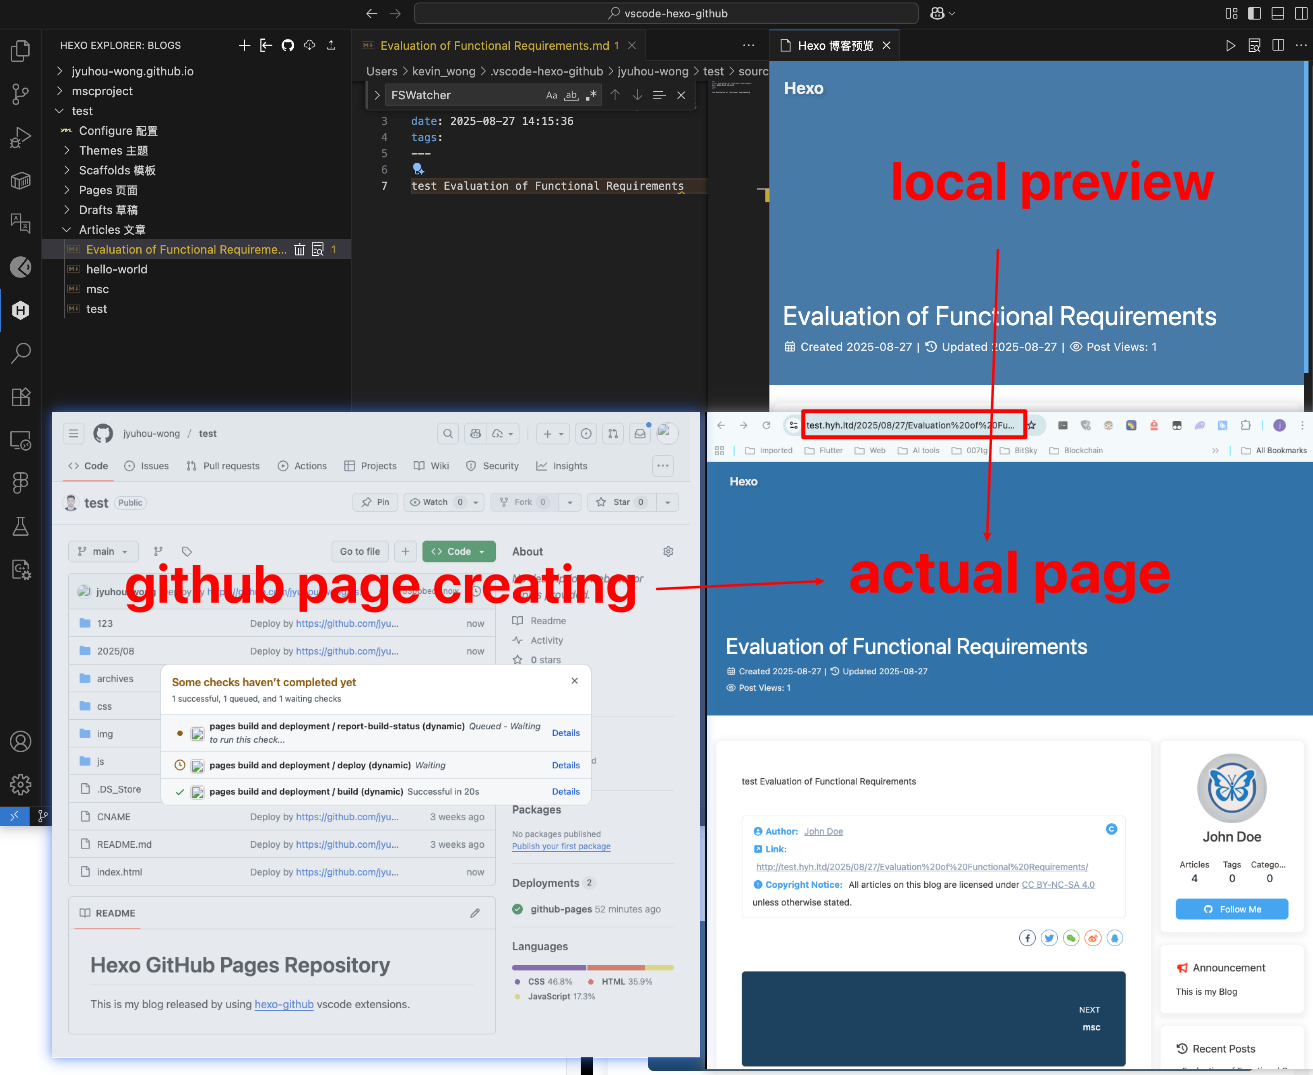 vscode-hexo-github
HEXO EXPLORER: BLOGS
jyuhou-wong.github.io
mscproject
test
Configure 配置
Themes 主题
Scaffolds 模板
Pages 页面
Drafts 草稿
Articles 文章
Evaluation of Functional Requireme... 1
hello-world
msc
test
Evaluation of Functional Requirements.md 1
Users > kevin_wong > .vscode-hexo-github > jyuhou-wong > test > sourc
FSWatcher
Aa ab .*
3 date: 2025-08-27 14:15:36
4 tags:
5 ---
6
7 test Evaluation of Functional Requirements
Hexo 博客预览
Hexo
local preview
Evaluation of Functional Requirements
Created 2025-08-27 | Updated 2025-08-27 | Post Views: 1
jyuhou-wong / test
Code Issues Pull requests Actions Projects Wiki Security Insights
test Public
Pin Watch 0 Fork 0 Star 0
main Go to file Code
github page creating
About
Readme
Activity
0 stars
123 Deploy by https://github.com/jyu... now
2025/08 Deploy by https://github.com/jyu... now
archives
css
img
js
.DS_Store
CNAME Deploy by https://github.com/jyu... 3 weeks ago
README.md Deploy by https://github.com/jyu... 3 weeks ago
index.html Deploy by https://github.com/jyu... now
Some checks haven't completed yet
1 successful, 1 queued, and 1 waiting checks
pages build and deployment / report-build-status (dynamic) Queued - Waiting
to run this check...
Details
pages build and deployment / deploy (dynamic) Waiting Details
pages build and deployment / build (dynamic) Successful in 20s Details
Packages
No packages published
Publish your first package
Deployments 2
github-pages 52 minutes ago
Languages
CSS 46.8% HTML 35.9%
JavaScript 17.3%
README
Hexo GitHub Pages Repository
This is my blog released by using hexo-github vscode extensions.
test.hyh.ltd/2025/08/27/Evaluation%20of%20Fu...
Imported Flutter Web AI tools 007tg BitSky Blockchain » All Bookmarks
Hexo
actual page
Evaluation of Functional Requirements
Created 2025-08-27 | Updated 2025-08-27
Post Views: 1
test Evaluation of Functional Requirements
Author: John Doe
Link:
http://test.hyh.ltd/2025/08/27/Evaluation%20of%20Functional%20Requirements/
Copyright Notice: All articles on this blog are licensed under CC BY-NC-SA 4.0
unless otherwise stated.
NEXT
msc
John Doe
Articles Tags Catego...
4 0 0
Follow Me
Announcement
This is my Blog
Recent Posts